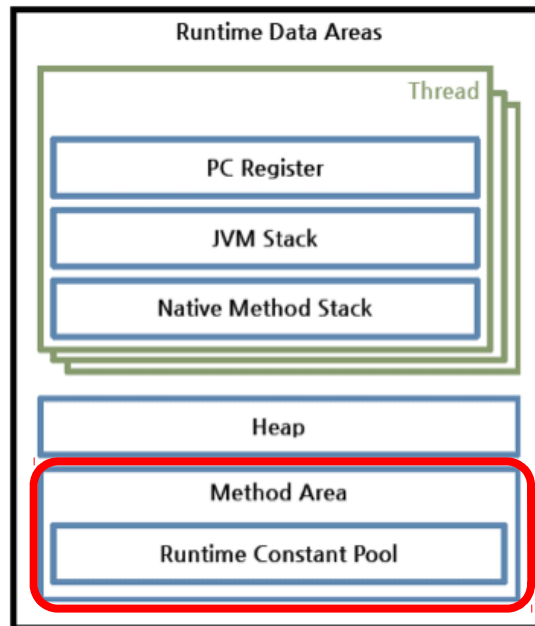 Runtime Data Areas
Thread
PC Register
JVM Stack
Native Method Stack
Heap
Method Area
Runtime Constant Pool